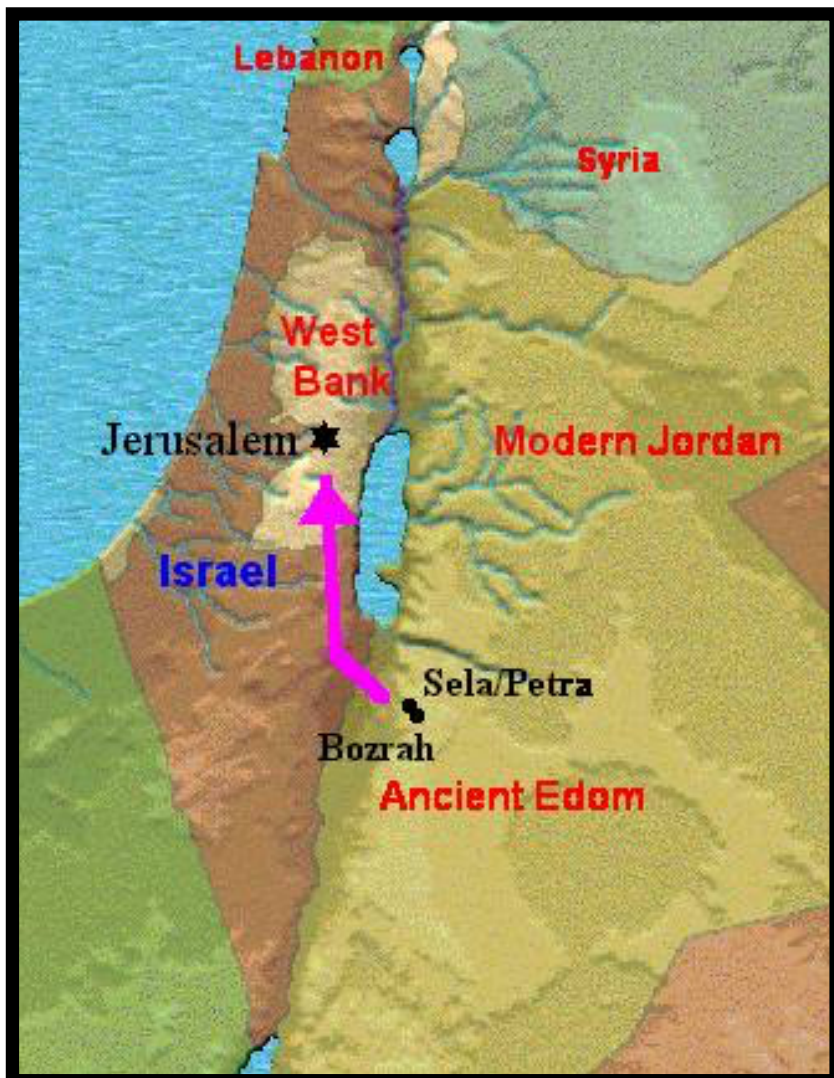 Lebanon
Syria
West
Bank
Jerusalem
Modern Jordan
Israel
Sela/Petra
Bozrah
Ancient Edom